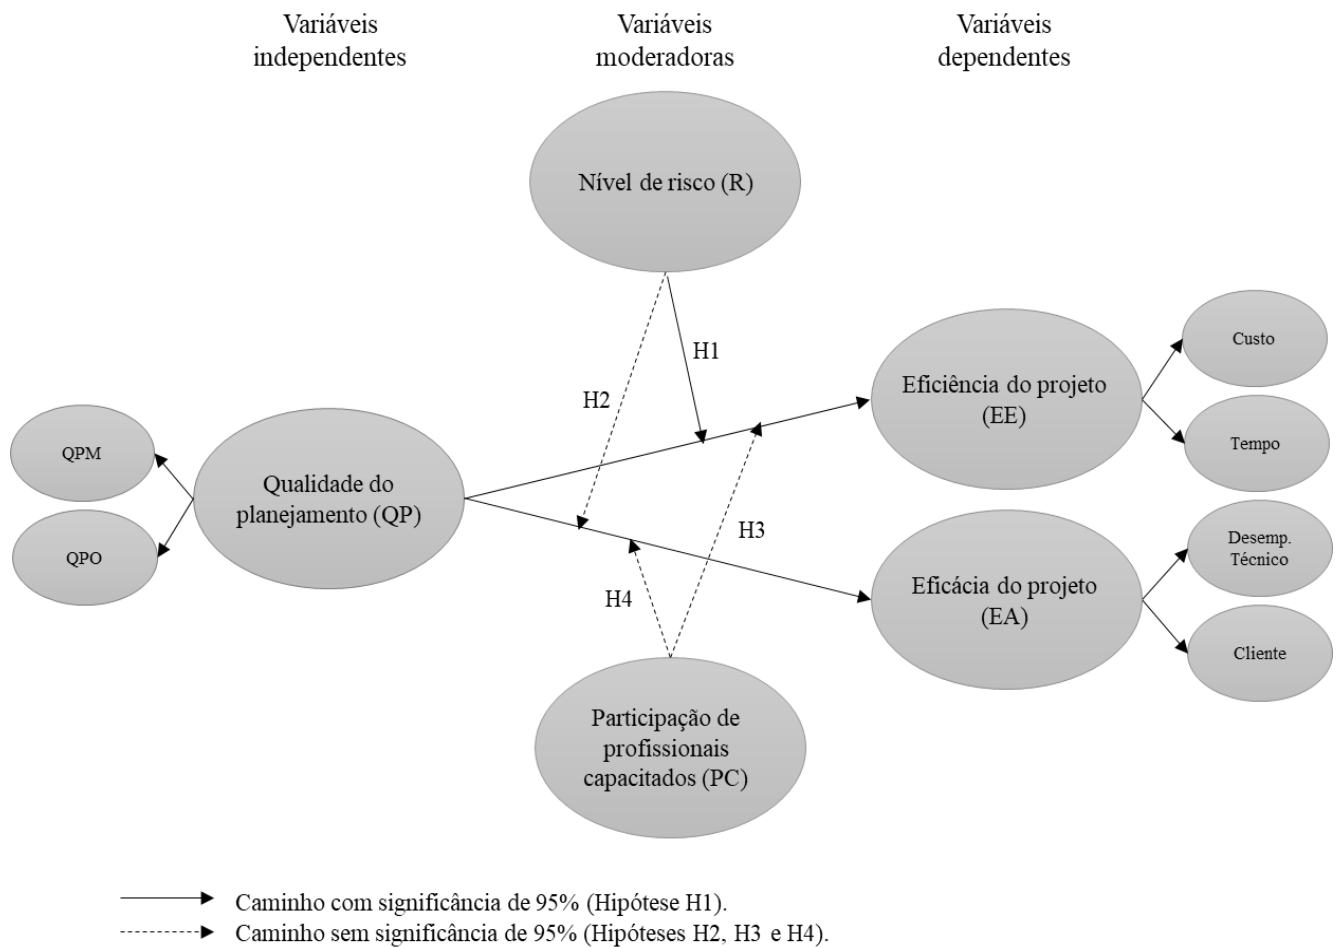 Variáveis
independentes
Variáveis
moderadoras
Variáveis
dependentes
Nível de risco (R)
H1
H2
Eficiência do projeto
(EE)
Custo
Tempo
QPM
QPO
Qualidade do
planejamento (QP)
H3
H4
Eficácia do projeto
(EA)
Desemp.
Técnico
Cliente
Participação de
profissionais
capacitados (PC)
Caminho com significância de 95% (Hipótese H1).
Caminho sem significância de 95% (Hipóteses H2, H3 e H4).